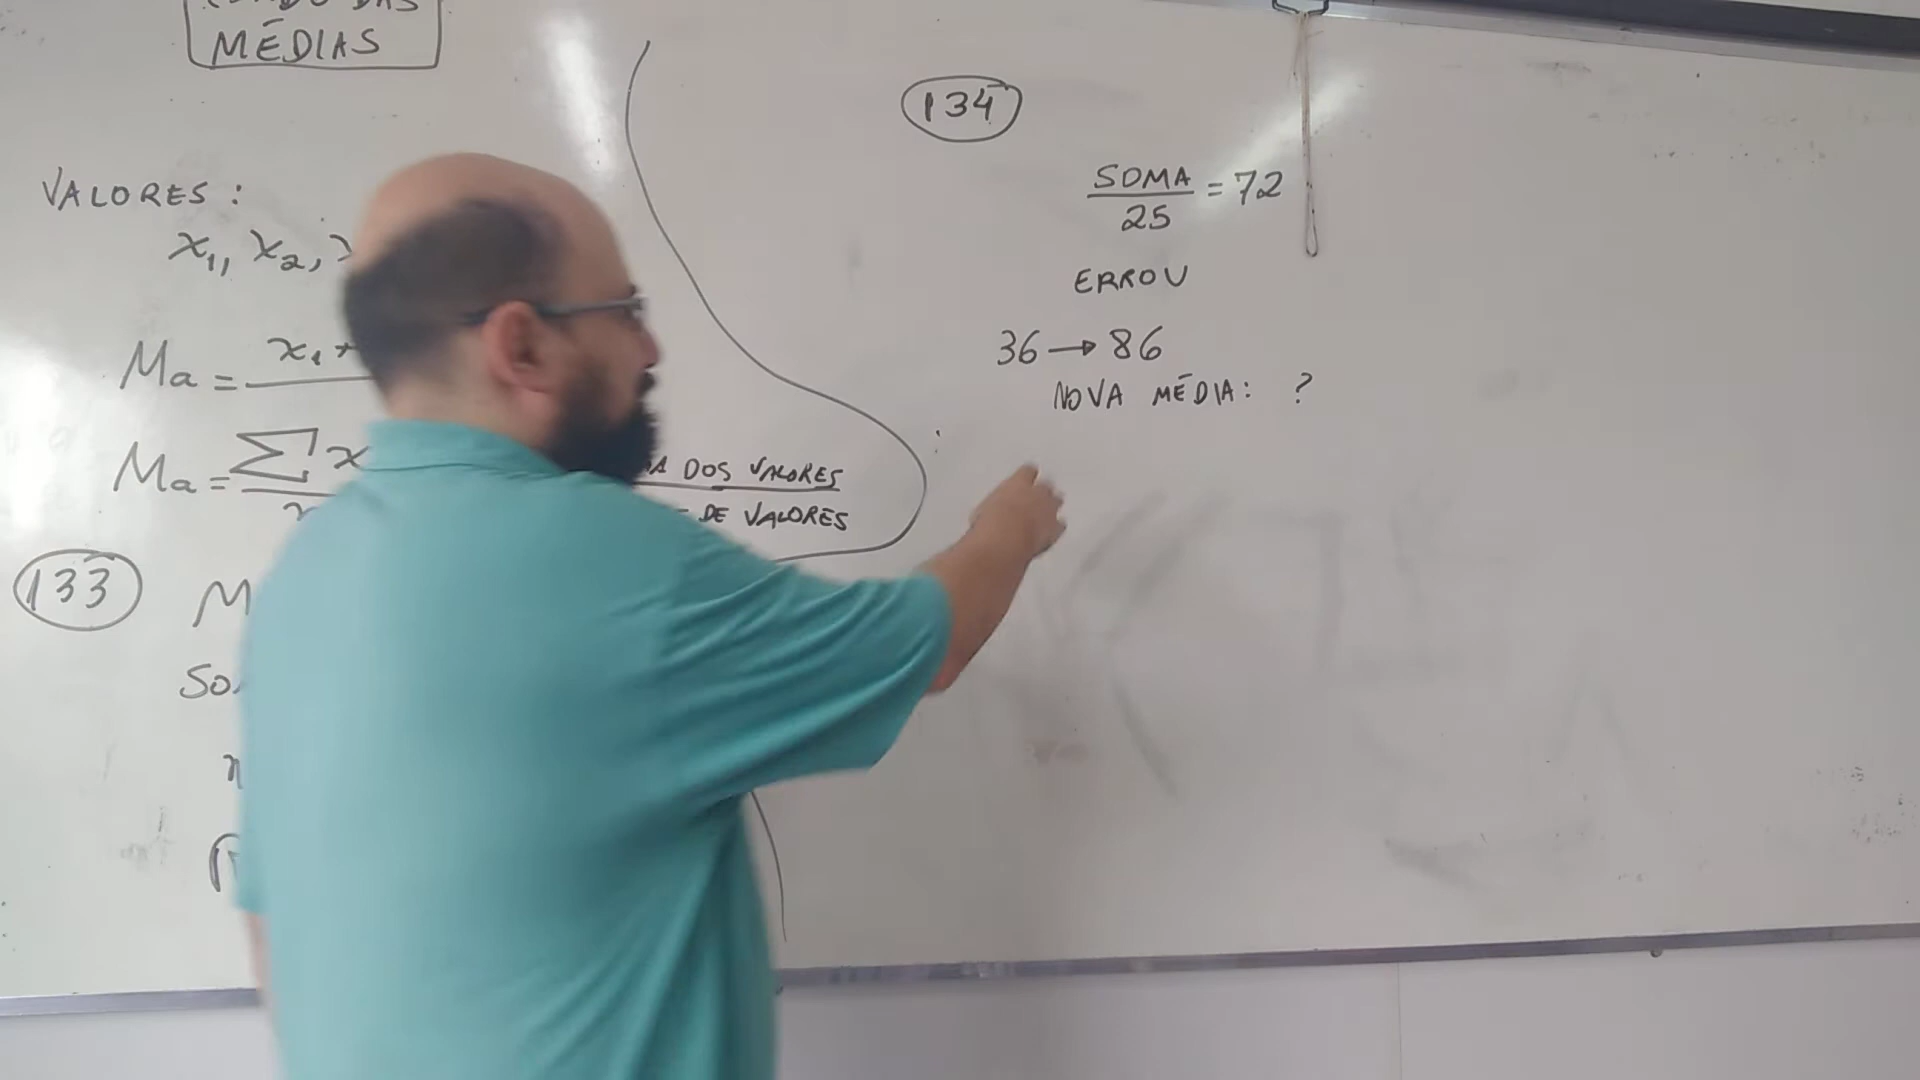 MÉDIAS
VALORES:
x₁, x₂,
Ma = x₁ +
Ma = Σx
DOS VALORES
DE VALORES
133
M
SO
n
134
SOMA
25
= 72
ERROU
36 → 86
NOVA MÉDIA: ?